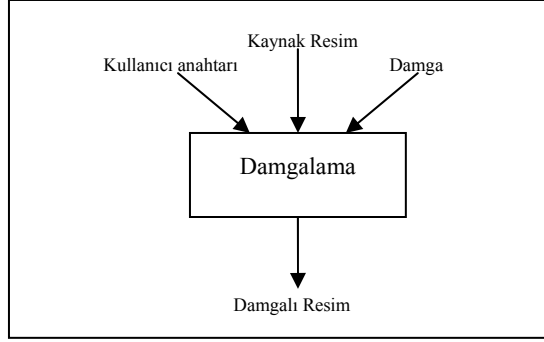 Kaynak Resim
Kullanıcı anahtarı
Damga
Damgalama
Damgalı Resim